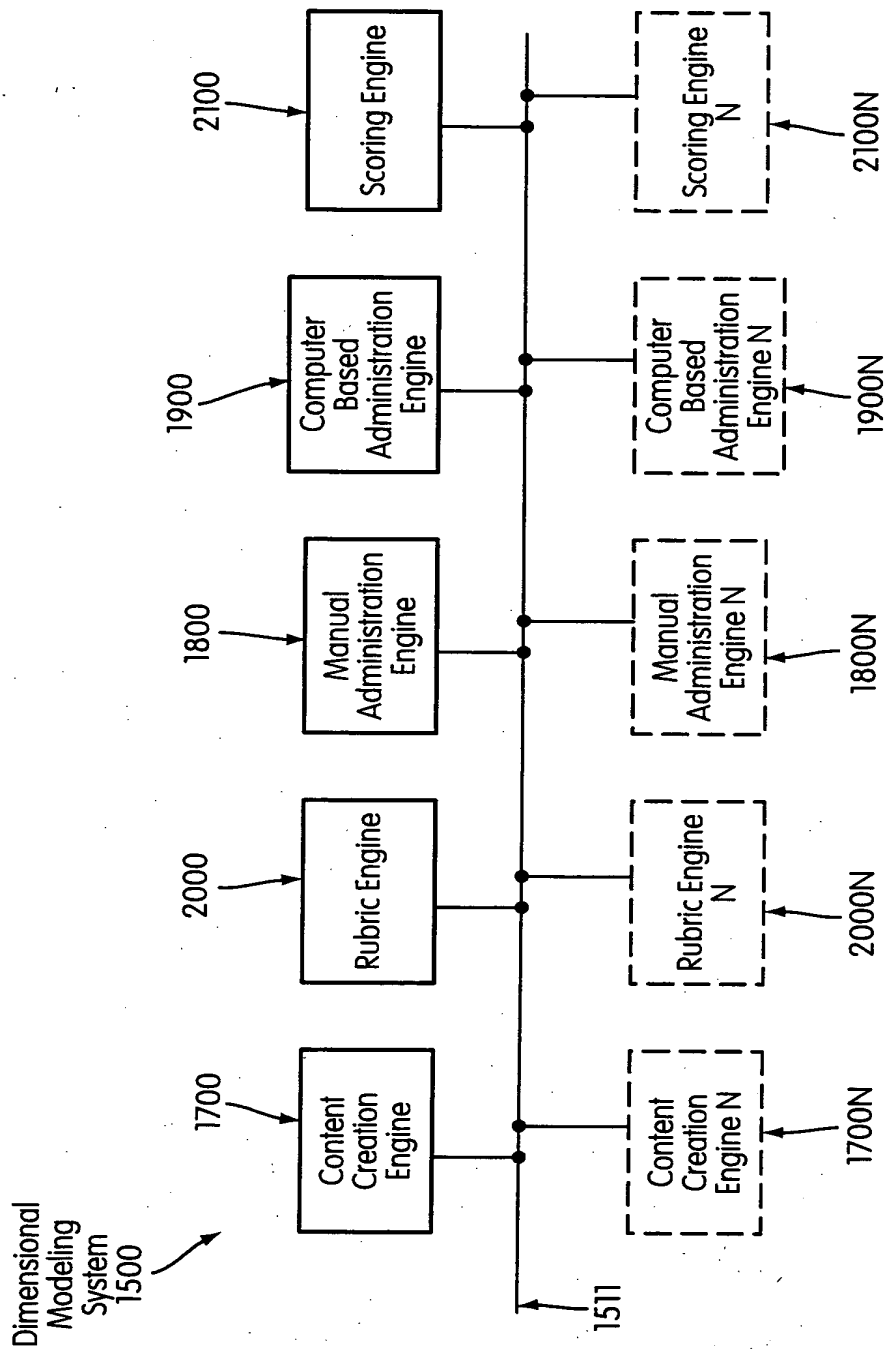 Dimensional
Modeling
System
1500
1700
Content
Creation
Engine
2000
Rubric Engine
1800
Manual
Administration
Engine
1900
Computer
Based
Administration
Engine
2100
Scoring Engine
1511
Content
Creation
Engine N
1700N
Rubric Engine
N
2000N
Manual
Administration
Engine N
1800N
Computer
Based
Administration
Engine N
1900N
Scoring Engine
N
2100N